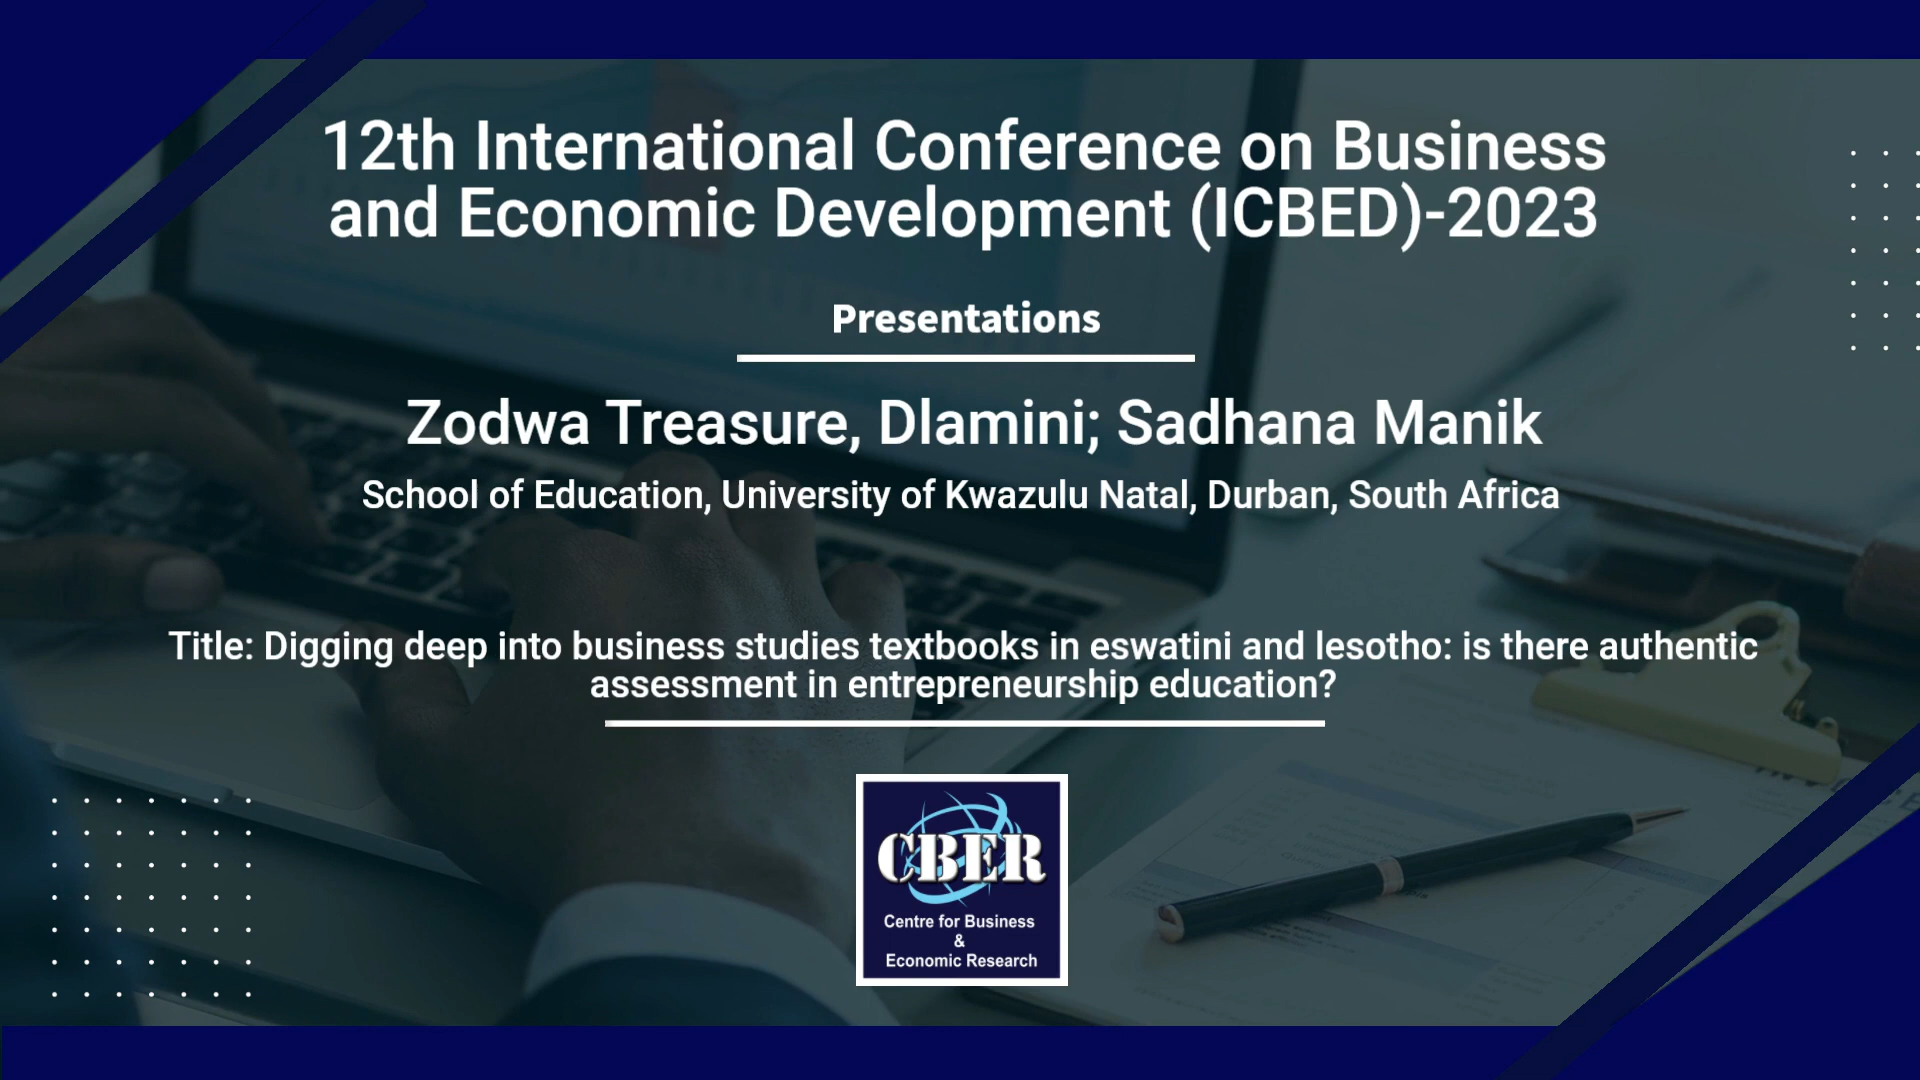 12th International Conference on Business
and Economic Development (ICBED)-2023
Presentations
Zodwa Treasure, Dlamini; Sadhana Manik
School of Education, University of Kwazulu Natal, Durban, South Africa
Title: Digging deep into business studies textbooks in eswatini and lesotho: is there authentic
assessment in entrepreneurship education?
CBER
Centre for Business
&
Economic Research